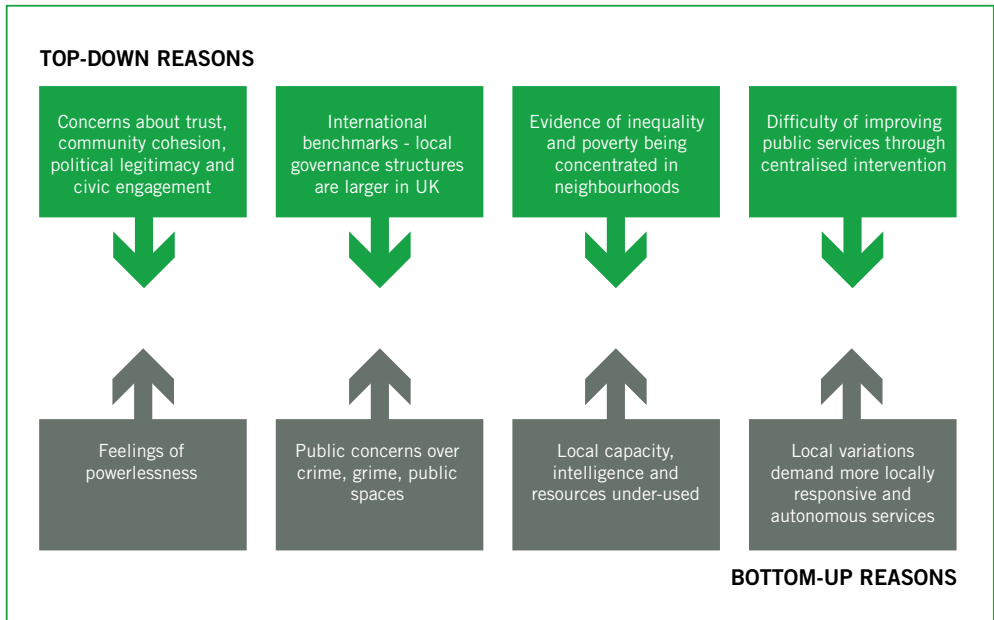 TOP-DOWN REASONS
Concerns about trust,
community cohesion,
political legitimacy and
civic engagement
International
benchmarks - local
governance structures
are larger in UK
Evidence of inequality
and poverty being
concentrated in
neighbourhoods
Difficulty of improving
public services through
centralised intervention
Feelings of
powerlessness
Public concerns over
crime, grime, public
spaces
Local capacity,
intelligence and
resources under-used
Local variations
demand more locally
responsive and
autonomous services
BOTTOM-UP REASONS